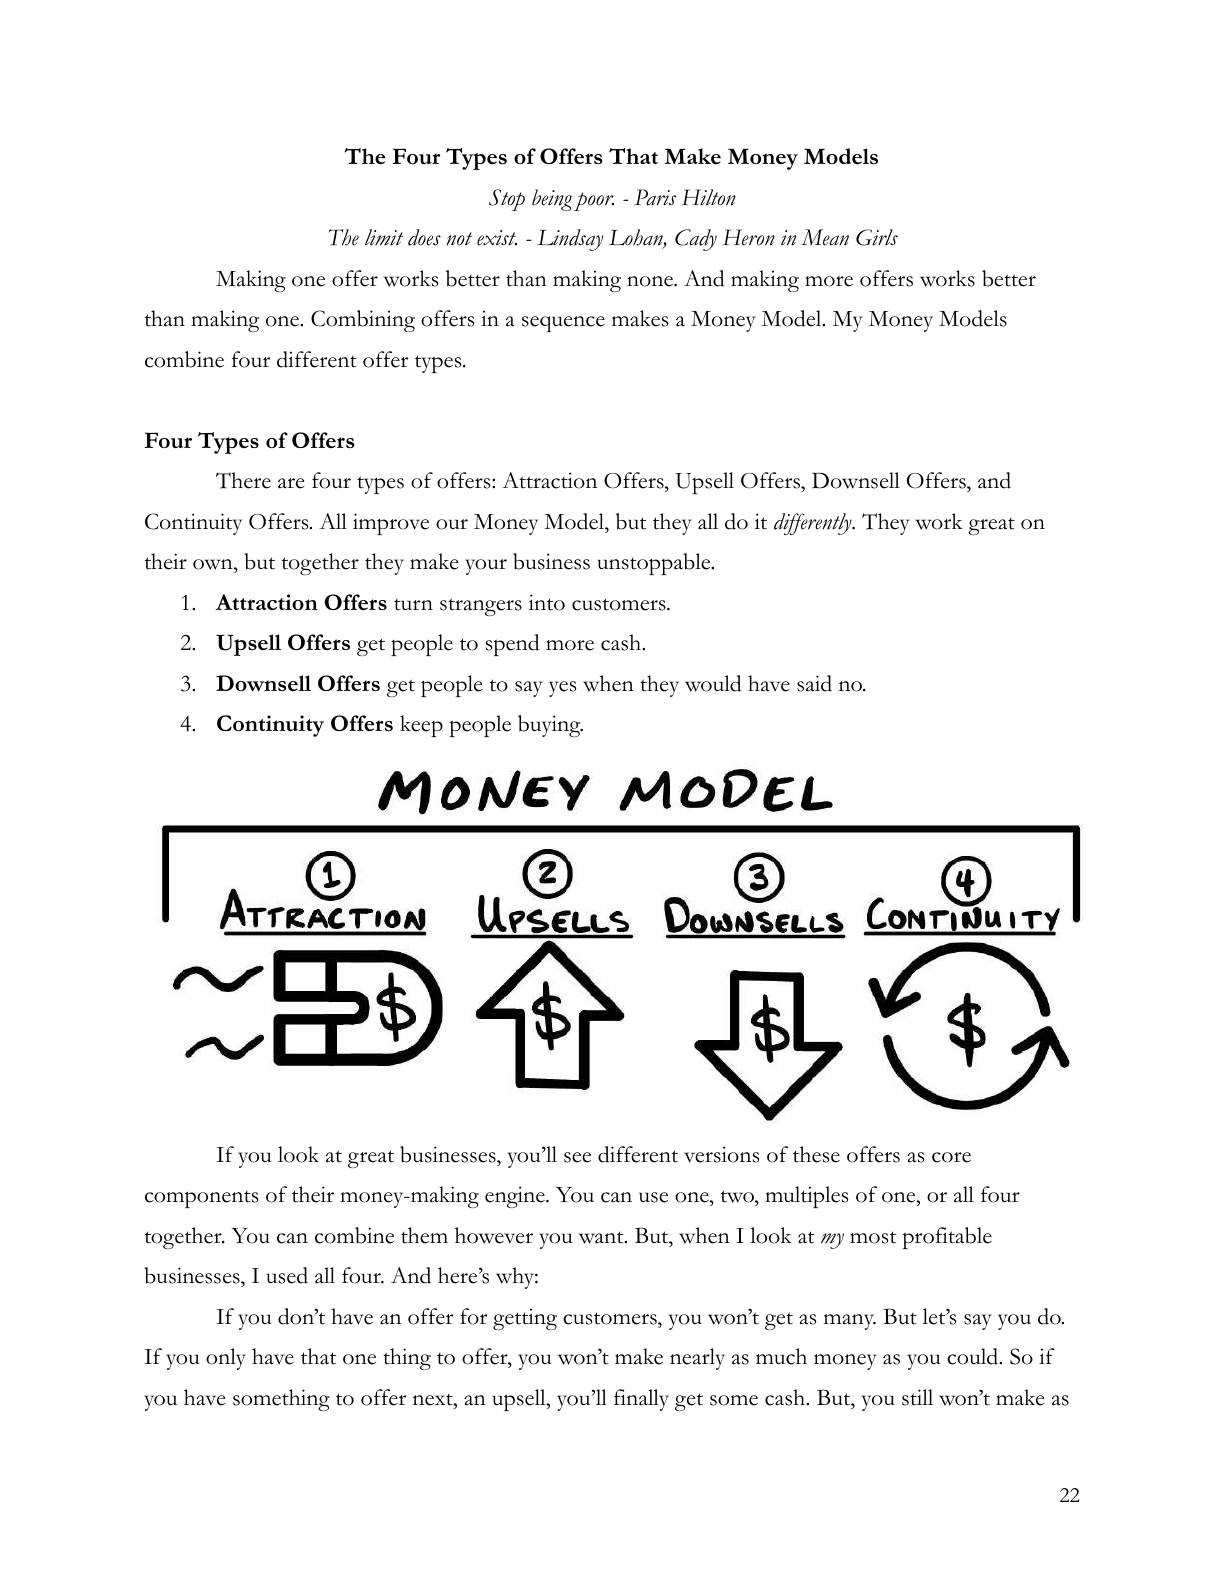 The Four Types of Offers That Make Money Models
Stop being poor. - Paris Hilton
The limit does not exist. - Lindsay Lohan, Cady Heron in Mean Girls
Making one offer works better than making none. And making more offers works better
than making one. Combining offers in a sequence makes a Money Model. My Money Models
combine four different offer types.
Four Types of Offers
There are four types of offers: Attraction Offers, Upsell Offers, Downsell Offers, and
Continuity Offers. All improve our Money Model, but they all do it differently. They work great on
their own, but together they make your business unstoppable.
1. Attraction Offers turn strangers into customers.
2. Upsell Offers get people to spend more cash.
3. Downsell Offers get people to say yes when they would have said no.
4. Continuity Offers keep people buying.
MONEY MODEL
1 2 3 4
ATTRACTION UPSELLS DOWNSELLS CONTINUITY
$ $ $ $
If you look at great businesses, you’ll see different versions of these offers as core
components of their money-making engine. You can use one, two, multiples of one, or all four
together. You can combine them however you want. But, when I look at my most profitable
businesses, I used all four. And here’s why:
If you don’t have an offer for getting customers, you won’t get as many. But let’s say you do.
If you only have that one thing to offer, you won’t make nearly as much money as you could. So if
you have something to offer next, an upsell, you’ll finally get some cash. But, you still won’t make as
22